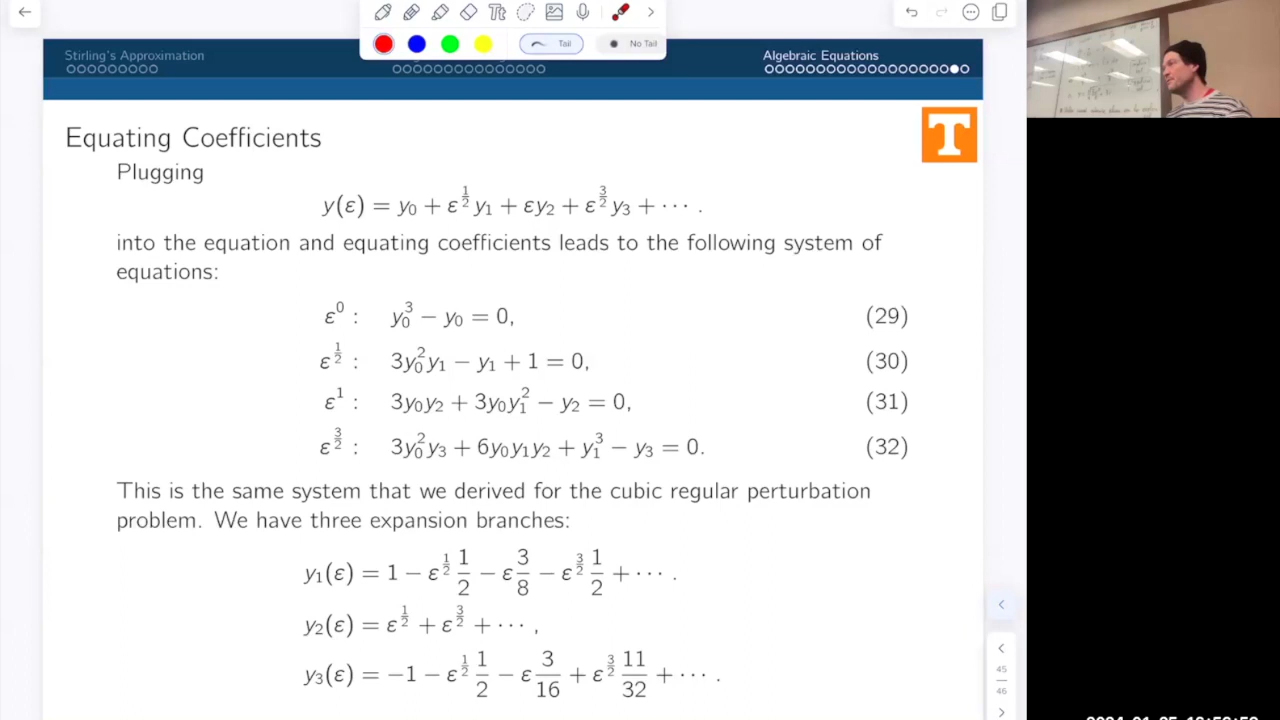 Tt
Tail
No Tail
Stirling's Approximation
Algebraic Equations
Equating Coefficients
T
Plugging
y(ε) = y₀ + ε^{1/2} y₁ + εy₂ + ε^{3/2} y₃ + ⋯ .
into the equation and equating coefficients leads to the following system of
equations:
ε⁰ : y₀³ − y₀ = 0, (29)
ε^{1/2} : 3y₀²y₁ − y₁ + 1 = 0, (30)
ε¹ : 3y₀y₂ + 3y₀y₁² − y₂ = 0, (31)
ε^{3/2} : 3y₀²y₃ + 6y₀y₁y₂ + y₁³ − y₃ = 0. (32)
This is the same system that we derived for the cubic regular perturbation
problem. We have three expansion branches:
y₁(ε) = 1 − ε^{1/2} 1/2 − ε 3/8 − ε^{3/2} 1/2 + ⋯ .
y₂(ε) = ε^{1/2} + ε^{3/2} + ⋯ ,
y₃(ε) = −1 − ε^{1/2} 1/2 − ε 3/16 + ε^{3/2} 11/32 + ⋯ .
45
46